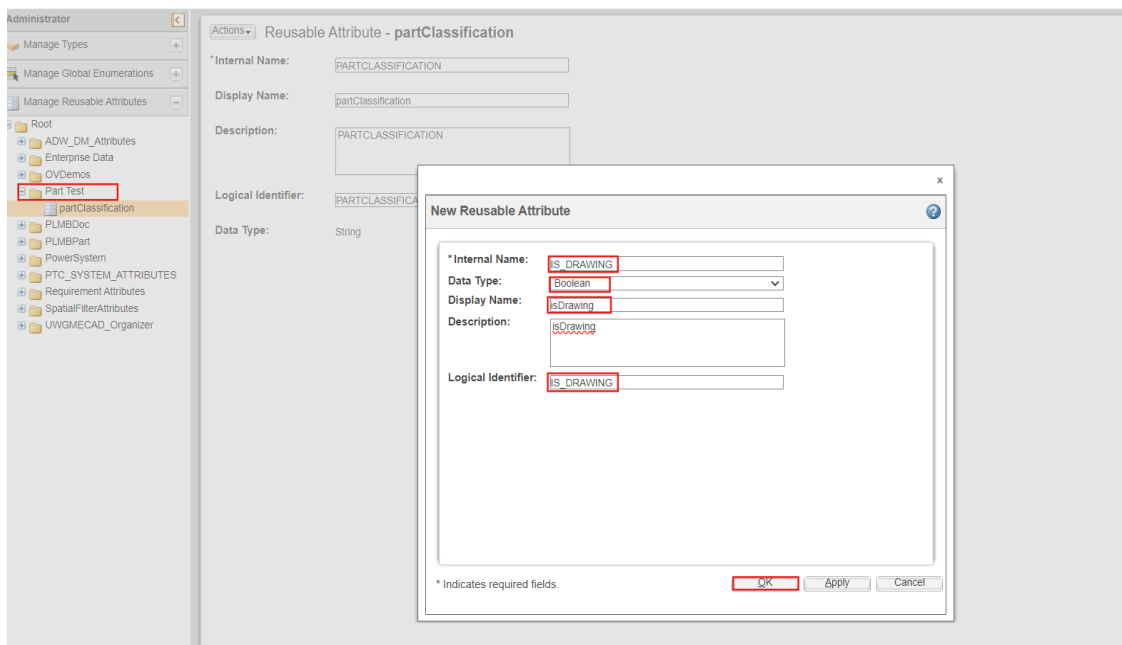 Administrator
Manage Types
Manage Global Enumerations
Manage Reusable Attributes
Root
ADW_DM_Attributes
Enterprise Data
OVDemos
Part Test
partClassification
PLMBDoc
PLMBPart
PowerSystem
PTC_SYSTEM_ATTRIBUTES
Requirement Attributes
SpatialFilterAttributes
UWGMECAD_Organizer
Actions Reusable Attribute - partClassification
*Internal Name: PARTCLASSIFICATION
Display Name: partClassification
Description: PARTCLASSIFICATION
Logical Identifier: PARTCLASSIFICA
Data Type: String
x
New Reusable Attribute ?
*Internal Name: IS_DRAWING
Data Type: Boolean
Display Name: isDrawing
Description: isDrawing
Logical Identifier: IS_DRAWING
* Indicates required fields. OK Apply Cancel